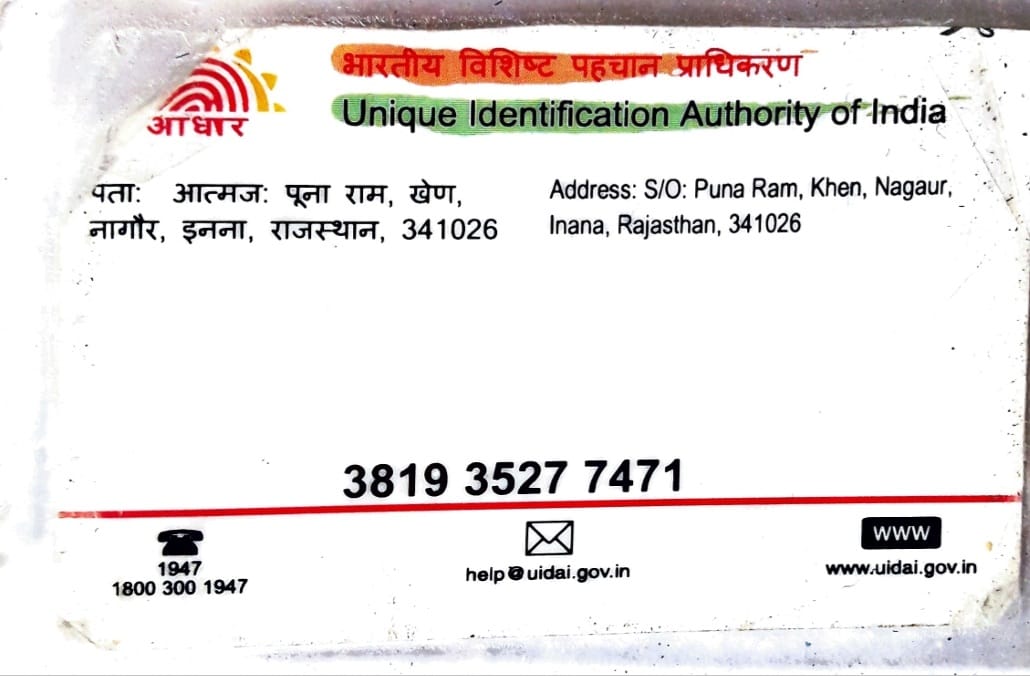 आधार
भारतीय विशिष्ट पहचान प्राधिकरण
Unique Identification Authority of India
पता: आत्मज: पूना राम, खेण,
नागौर, इनना, राजस्थान, 341026
Address: S/O: Puna Ram, Khen, Nagaur,
Inana, Rajasthan, 341026
3819 3527 7471
1947
1800 300 1947
help@uidai.gov.in
www
www.uidai.gov.in